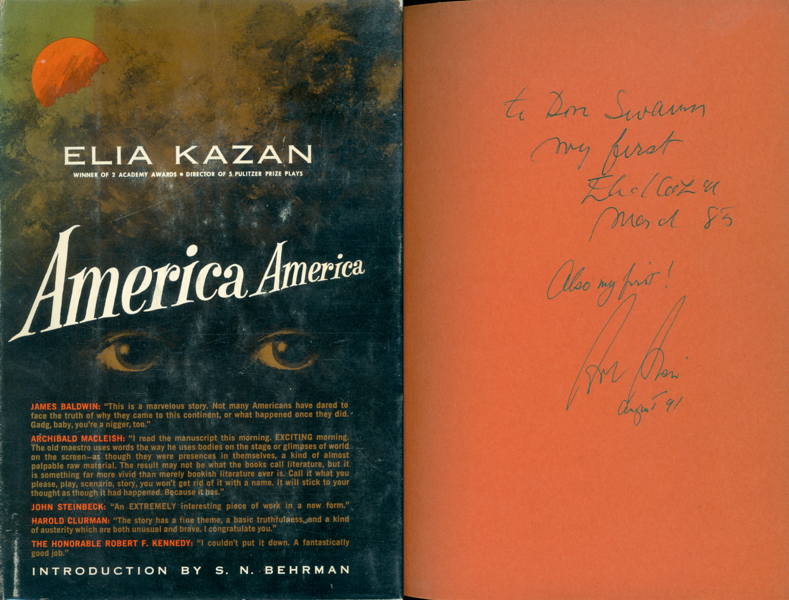 ELIA KAZAN
WINNER OF 2 ACADEMY AWARDS • DIRECTOR OF 5 PULITZER PRIZE PLAYS
America America
JAMES BALDWIN: "This is a marvelous story. Not many Americans have dared to
face the truth of why they came to this continent, or what happened once they did.
Gadg, baby, you're a nigger, too."
ARCHIBALD MACLEISH: "I read the manuscript this morning. EXCITING morning.
The old maestro uses words the way he uses bodies on the stage or glimpses of world
on the screen—as though they were presences in themselves, a kind of almost
palpable raw material. The result may not be what the books call literature, but it
is something far more vivid than merely bookish literature ever is. Call it what you
please, play, scenario, story, you won't get rid of it with a name. It will stick to your
thought as though it had happened. Because it has."
JOHN STEINBECK: "An EXTREMELY interesting piece of work in a new form."
HAROLD CLURMAN: "The story has a fine theme, a basic truthfulness, and a kind
of austerity which are both unusual and brave. I congratulate you."
THE HONORABLE ROBERT F. KENNEDY: "I couldn't put it down. A fantastically
good job."
INTRODUCTION BY S. N. BEHRMAN
to Don Swann
my first
Elia Kazan
March 85
Also my first!
August 91